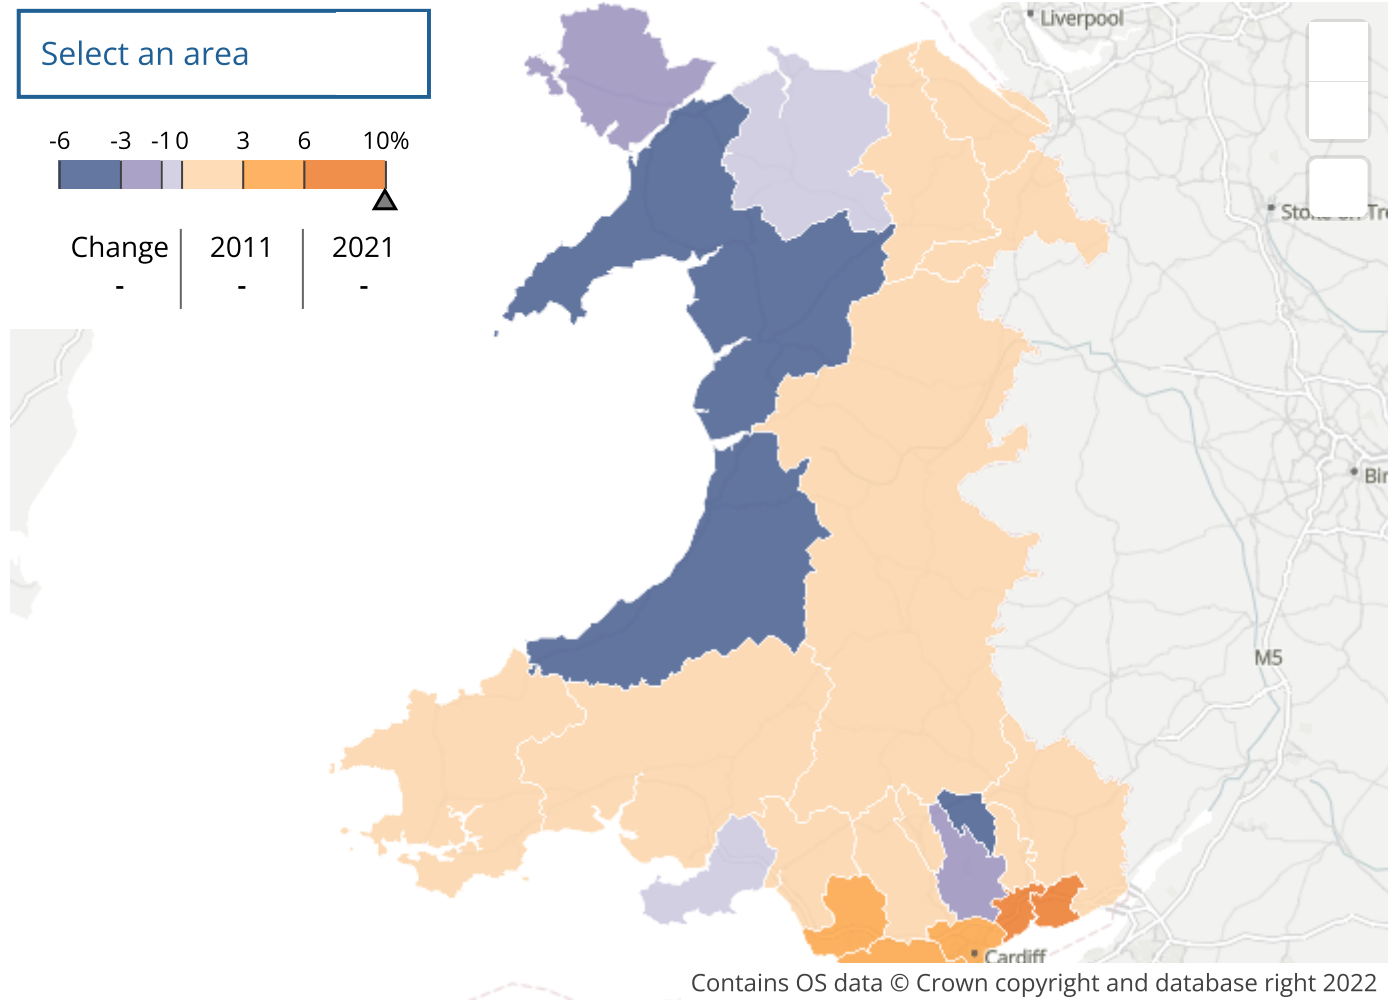 Select an area
-6 -3 -1 0 3 6 10%
Change 2011 2021
- - -
Liverpool
M5
Cardiff
Contains OS data © Crown copyright and database right 2022